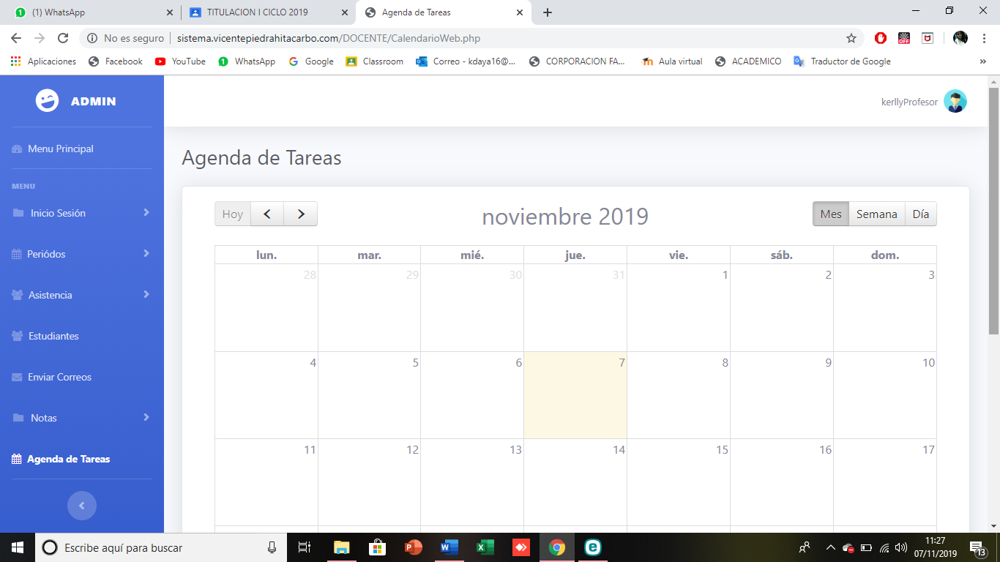 (1) WhatsApp
TITULACION I CICLO 2019
Agenda de Tareas
No es seguro | sistema.vicentepiedrahitacarbo.com/DOCENTE/CalendarioWeb.php
Aplicaciones Facebook YouTube WhatsApp Google Classroom Correo - kdaya16@... CORPORACION FA... Aula virtual ACADEMICO Traductor de Google »
ADMIN
Menu Principal
MENU
Inicio Sesión
Periódos
Asistencia
Estudiantes
Enviar Correos
Notas
Agenda de Tareas
kerllyProfesor
Agenda de Tareas
Hoy
noviembre 2019
Mes Semana Día
lun. mar. mié. jue. vie. sáb. dom.
28 29 30 31 1 2 3
4 5 6 7 8 9 10
11 12 13 14 15 16 17
Escribe aquí para buscar
11:27
07/11/2019
13